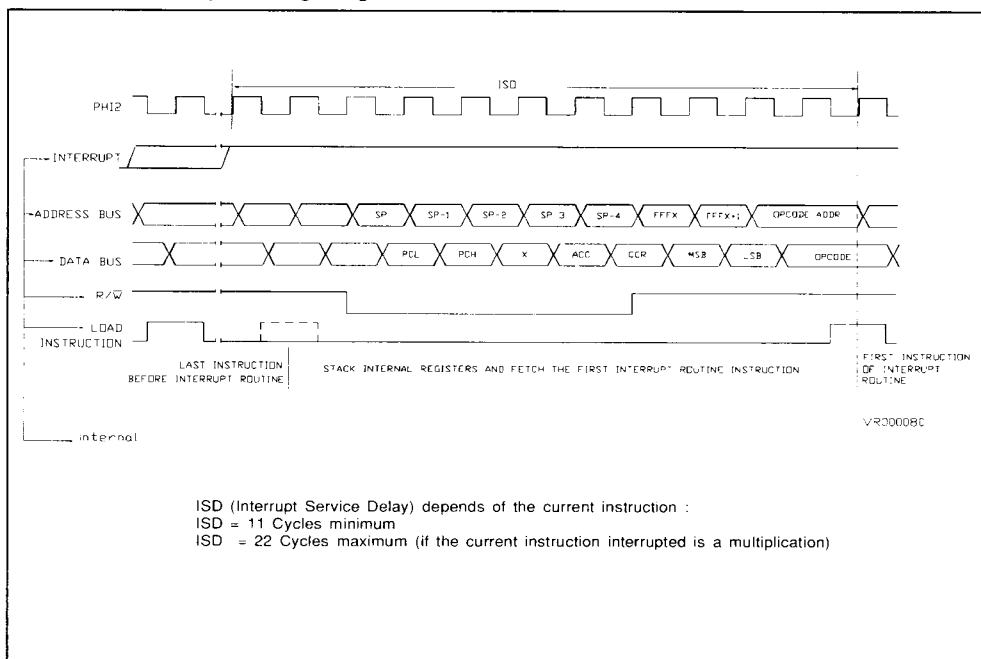 ISD
PHI2
INTERRUPT
ADDRESS BUS SP SP-1 SP-2 SP 3 SP-4 FFFX FFFX+1 OPCODE ADDR
DATA BUS PCL PCH X ACC CCR MSB LSB OPCODE
R/W̅
LOAD
INSTRUCTION
LAST INSTRUCTION
BEFORE INTERRUPT ROUTINE
STACK INTERNAL REGISTERS AND FETCH THE FIRST INTERRUPT ROUTINE INSTRUCTION
FIRST INSTRUCTION
OF INTERRUPT
ROUTINE
VR00008C
internal
ISD (Interrupt Service Delay) depends of the current instruction :
ISD = 11 Cycles minimum
ISD = 22 Cycles maximum (if the current instruction interrupted is a multiplication)